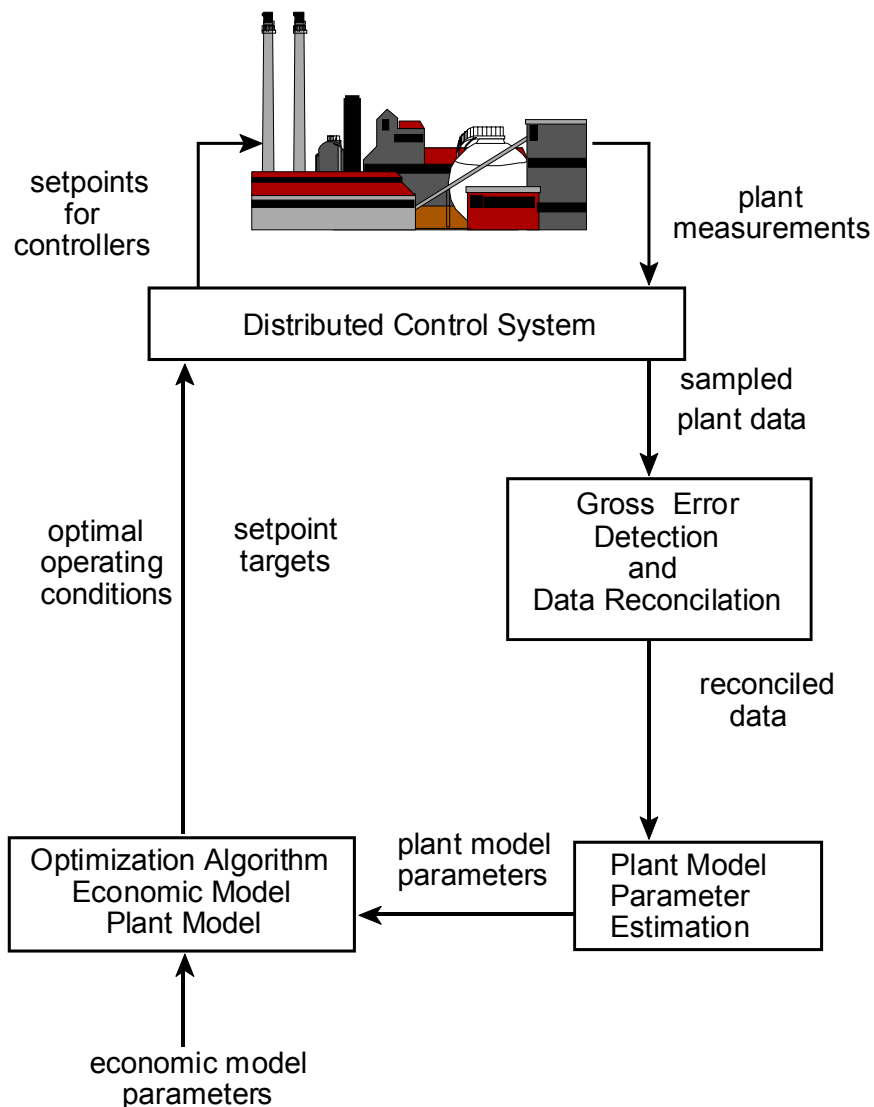 setpoints
for
controllers
plant
measurements
Distributed Control System
sampled
plant data
Gross Error
Detection
and
Data Reconcilation
optimal
operating
conditions
setpoint
targets
reconciled
data
Optimization Algorithm
Economic Model
Plant Model
plant model
parameters
Plant Model
Parameter
Estimation
economic model
parameters